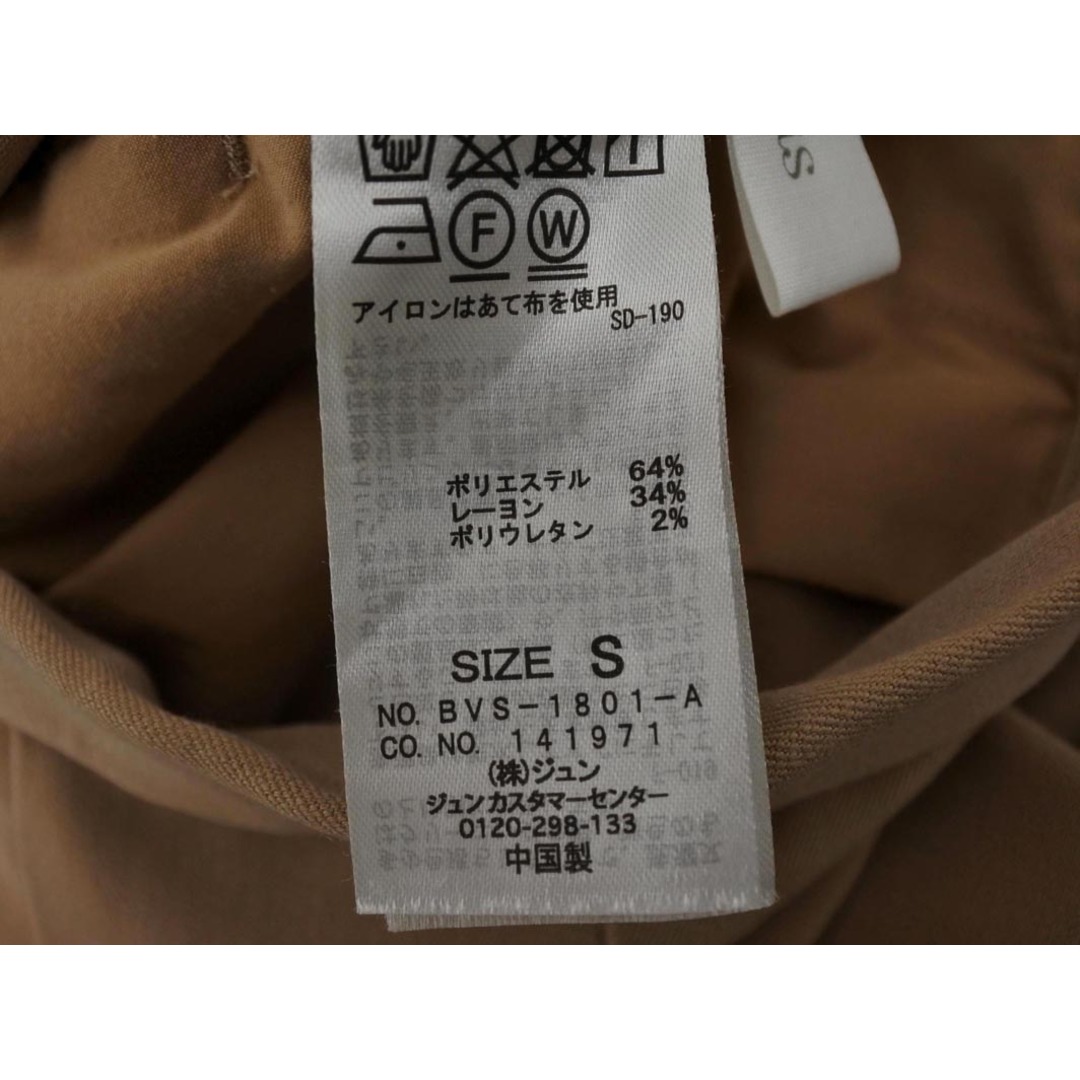 F W
アイロンはあて布を使用
SD-190
ポリエステル 64%
レーヨン 34%
ポリウレタン 2%
SIZE S
NO. BVS-1801-A
CO. NO. 141971
(株)ジュン
ジュンカスタマーセンター
0120-298-133
中国製